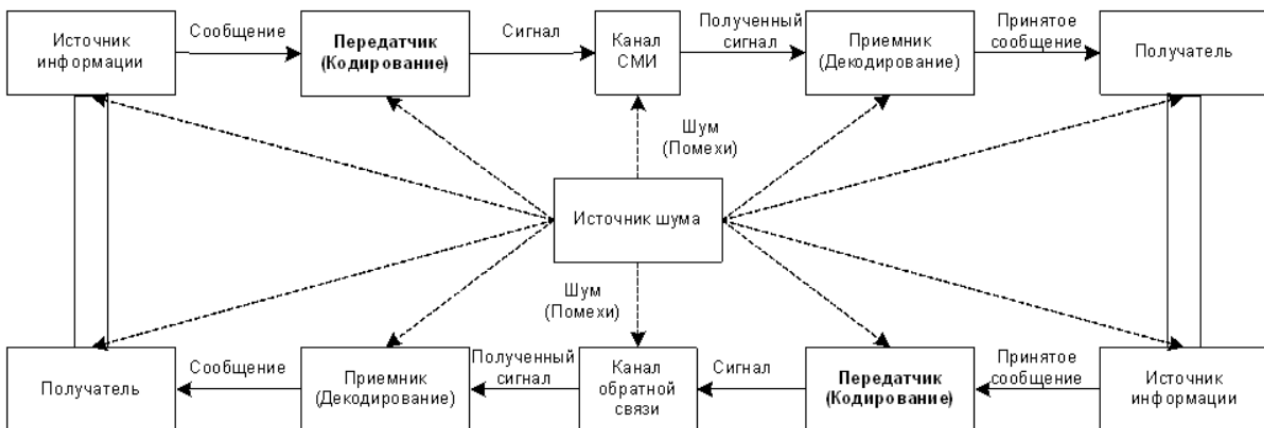 Источник
информации
Сообщение
Передатчик
(Кодирование)
Сигнал
Канал
СМИ
Полученный
сигнал
Приемник
(Декодирование)
Принятое
сообщение
Получатель
Шум
(Помехи)
Источник шума
Шум
(Помехи)
Получатель
Сообщение
Приемник
(Декодирование)
Полученный
сигнал
Канал
обратной
связи
Сигнал
Передатчик
(Кодирование)
Принятое
сообщение
Источник
информации